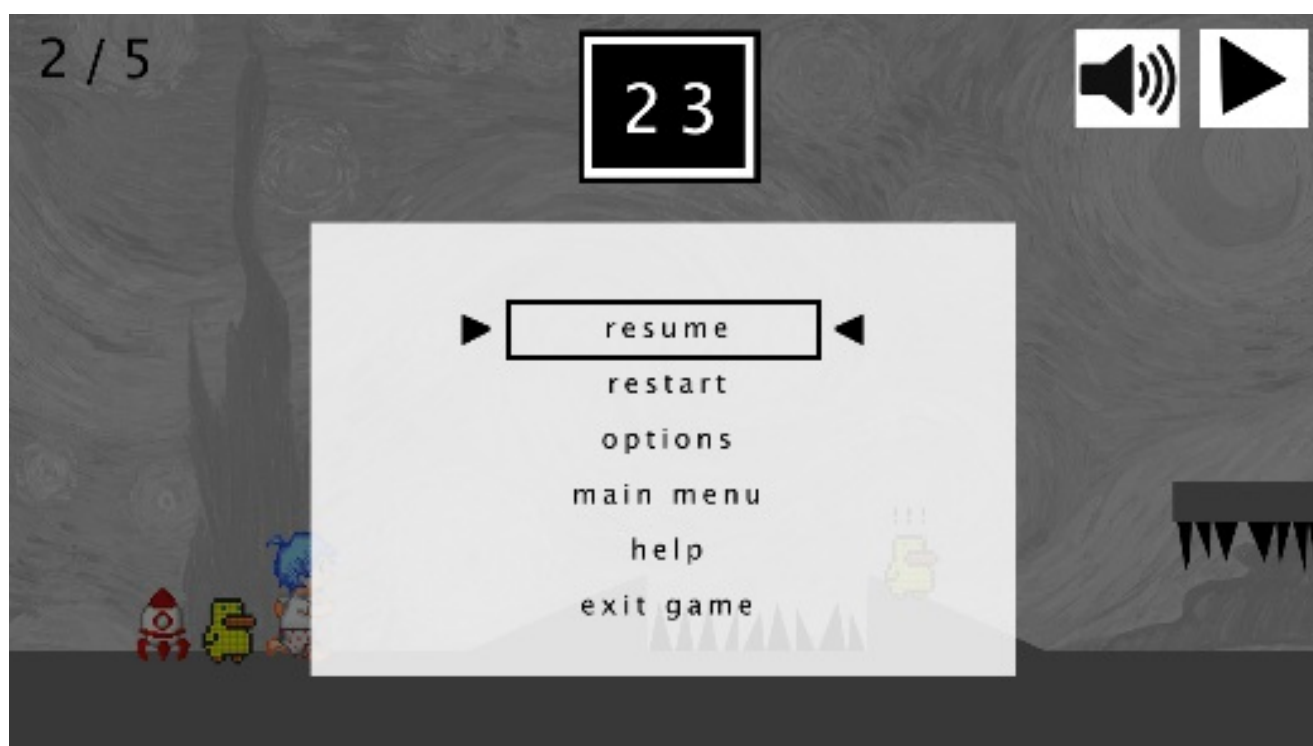 2 / 5
23
resume
restart
options
main menu
help
exit game
!!!